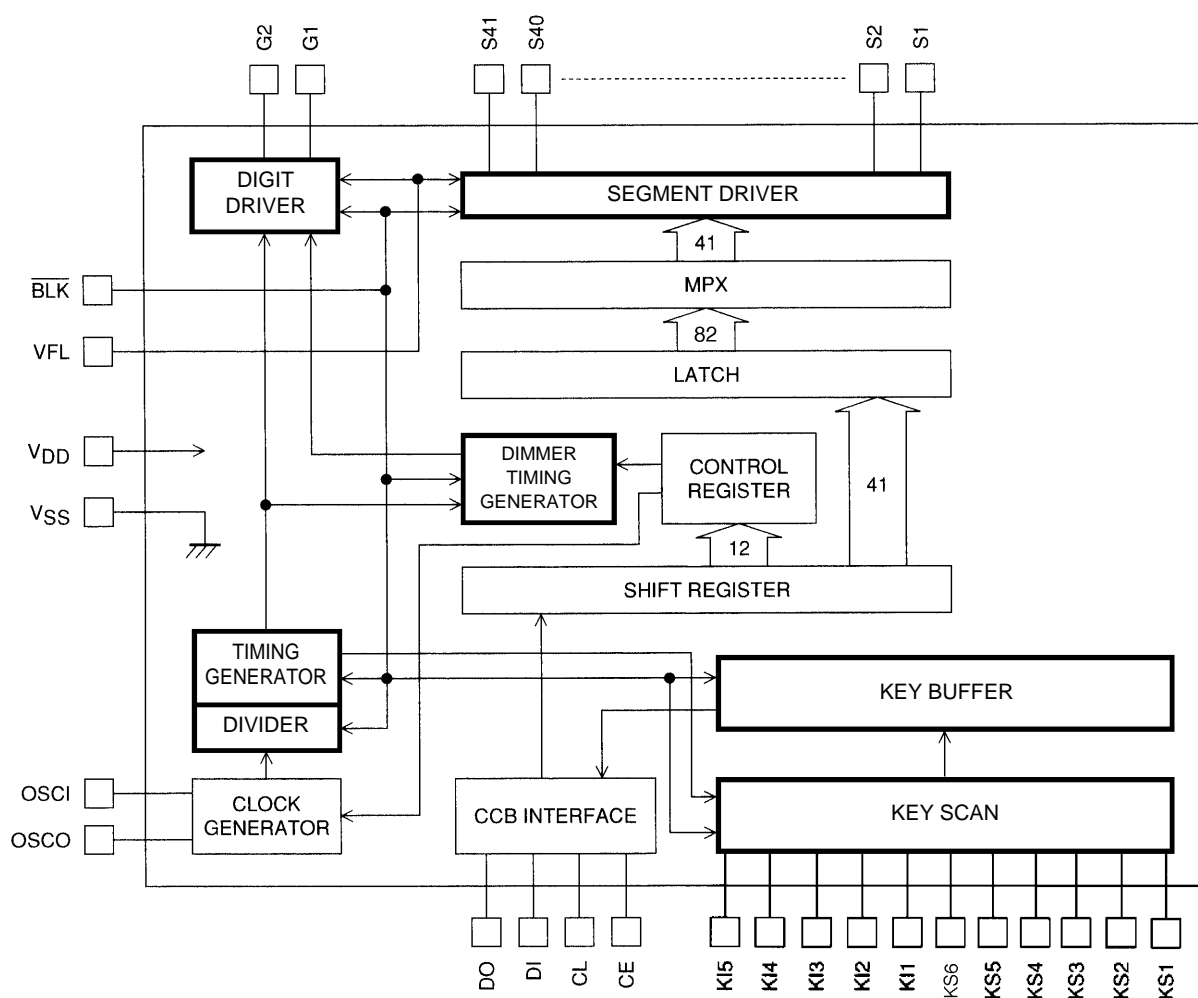 G2
G1
S41
S40
S2
S1
DIGIT
DRIVER
SEGMENT DRIVER
41
BLK
MPX
82
VFL
LATCH
VDD
DIMMER
TIMING
GENERATOR
CONTROL
REGISTER
41
VSS
12
SHIFT REGISTER
TIMING
GENERATOR
KEY BUFFER
DIVIDER
OSCI
CLOCK
GENERATOR
CCB INTERFACE
KEY SCAN
OSCO
DO
DI
CL
CE
KI5
KI4
KI3
KI2
KI1
KS6
KS5
KS4
KS3
KS2
KS1